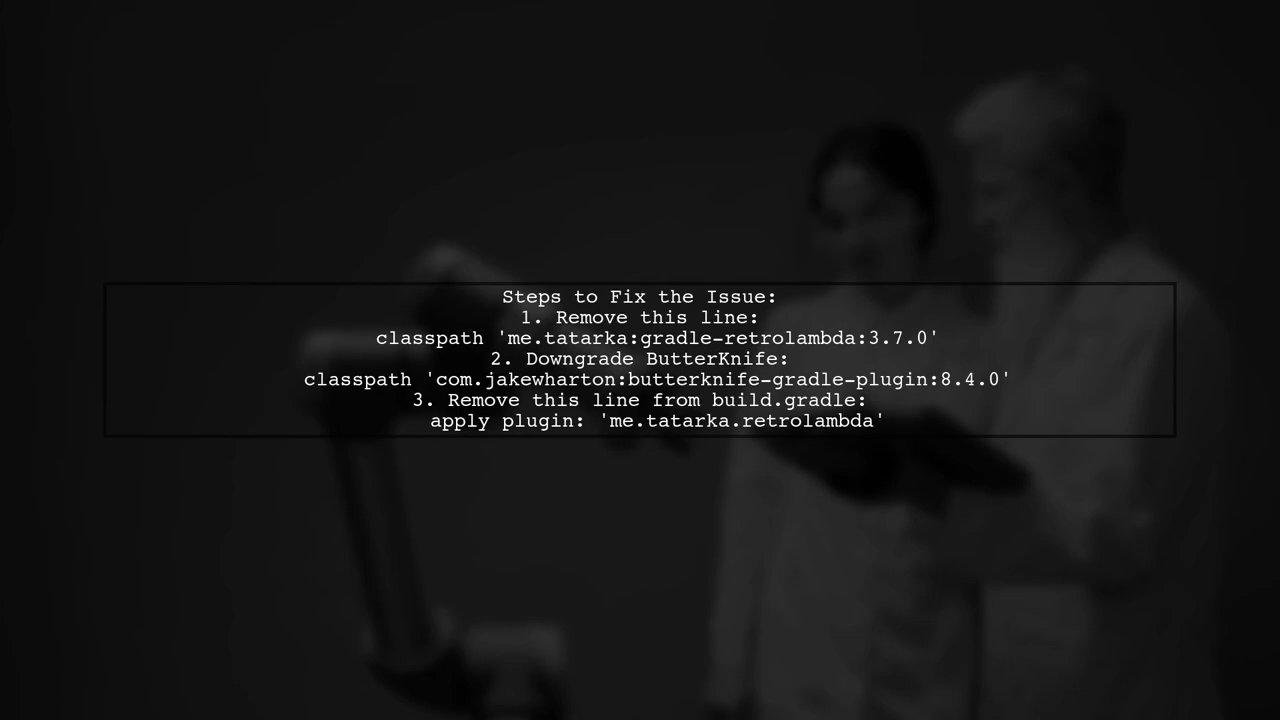 Steps to Fix the Issue:
1. Remove this line:
classpath 'me.tatarka:gradle-retrolambda:3.7.0'
2. Downgrade ButterKnife:
classpath 'com.jakewharton:butterknife-gradle-plugin:8.4.0'
3. Remove this line from build.gradle:
apply plugin: 'me.tatarka.retrolambda'